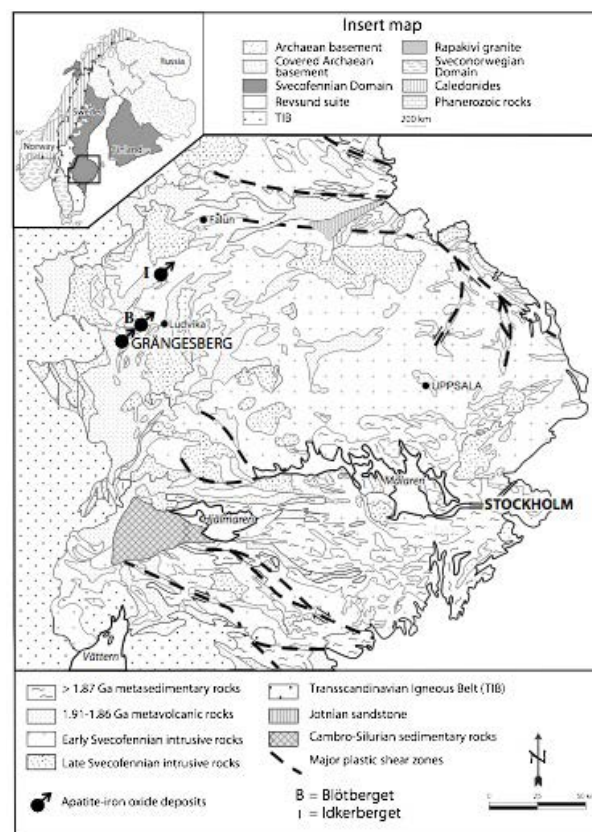 Insert map
Archaean basement
Covered Archaean
basement
Svecofennian Domain
Revsund suite
TIB
Rapakivi granite
Sveconorwegian
Domain
Caledonides
Phanerozoic rocks
200 km
Russia
Norway
Falun
I
B
Ludvika
GRÄNGESBERG
UPPSALA
Mälaren
STOCKHOLM
Hjälmaren
Vättern
> 1.87 Ga metasedimentary rocks
1.91-1.86 Ga metavolcanic rocks
Early Svecofennian intrusive rocks
Late Svecofennian intrusive rocks
Apatite-iron oxide deposits
Transscandinavian Igneous Belt (TIB)
Jotnian sandstone
Cambro-Silurian sedimentary rocks
Major plastic shear zones
B = Blötberget
I = Idkerberget
N